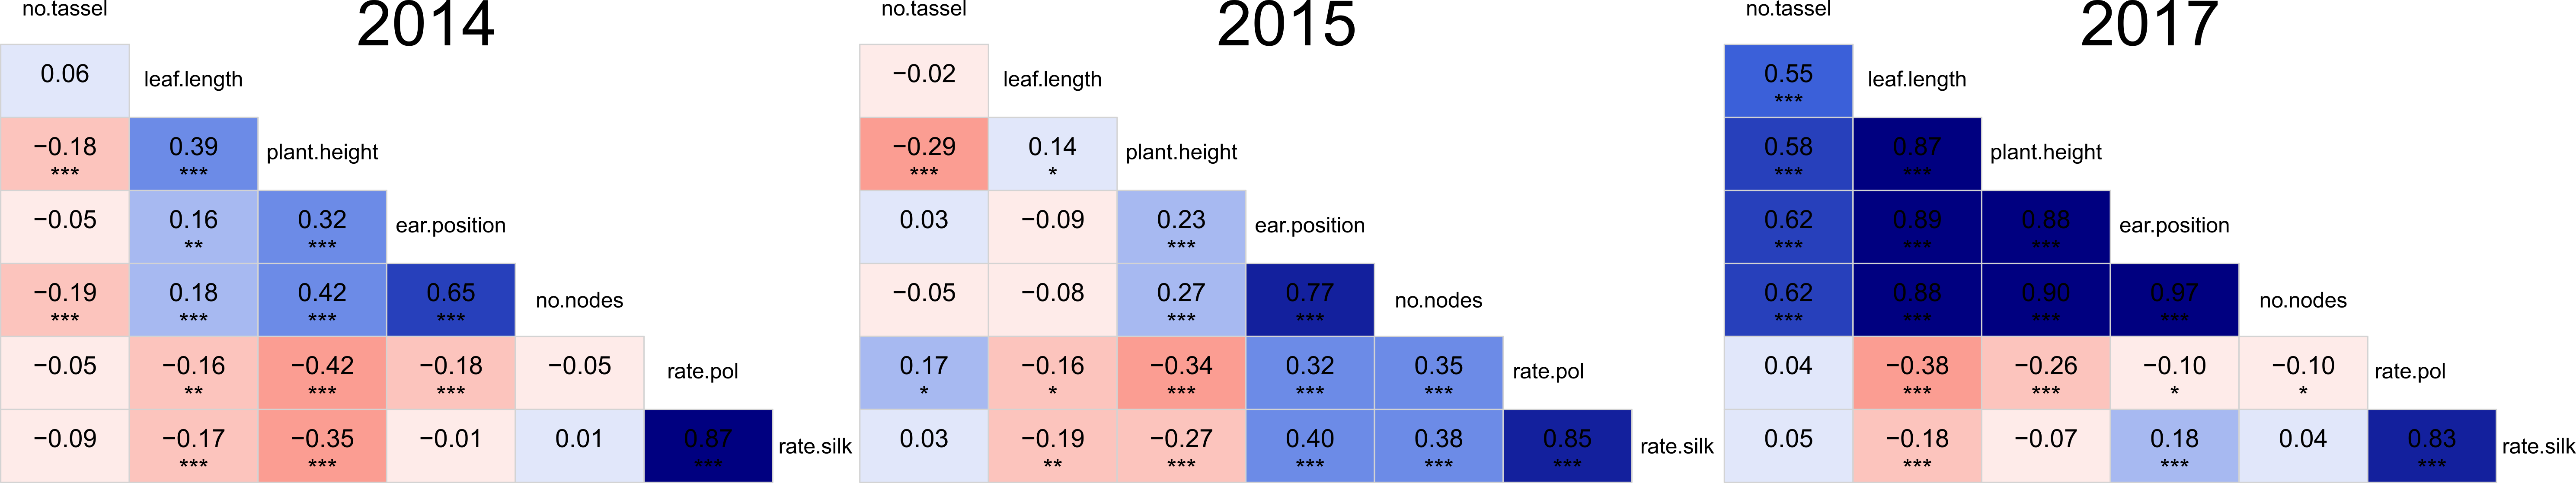 no.tassel 2014 no.tassel 2015 no.tassel 2017
0.06 leaf.length −0.02 leaf.length 0.55 leaf.length
***
−0.18 0.39 plant.height −0.29 0.14 plant.height 0.58 0.87 plant.height
*** *** *** * *** ***
−0.05 0.16 0.32 ear.position 0.03 −0.09 0.23 ear.position 0.62 0.89 0.88 ear.position
** *** *** *** *** ***
−0.19 0.18 0.42 0.65 no.nodes −0.05 −0.08 0.27 0.77 no.nodes 0.62 0.88 0.90 0.97 no.nodes
*** *** *** *** *** *** *** *** *** ***
−0.05 −0.16 −0.42 −0.18 −0.05 rate.pol 0.17 −0.16 −0.34 0.32 0.35 rate.pol 0.04 −0.38 −0.26 −0.10 −0.10 rate.pol
** *** *** * * *** *** *** *** *** * *
−0.09 −0.17 −0.35 −0.01 0.01 0.87 rate.silk 0.03 −0.19 −0.27 0.40 0.38 0.85 rate.silk 0.05 −0.18 −0.07 0.18 0.04 0.83 rate.silk
*** *** *** ** *** *** *** *** *** *** ***